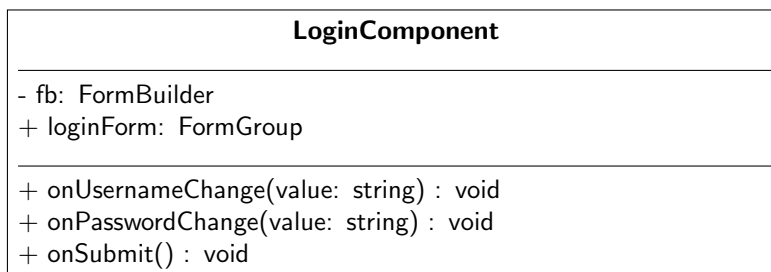 LoginComponent
- fb: FormBuilder
+ loginForm: FormGroup
+ onUsernameChange(value: string) : void
+ onPasswordChange(value: string) : void
+ onSubmit() : void